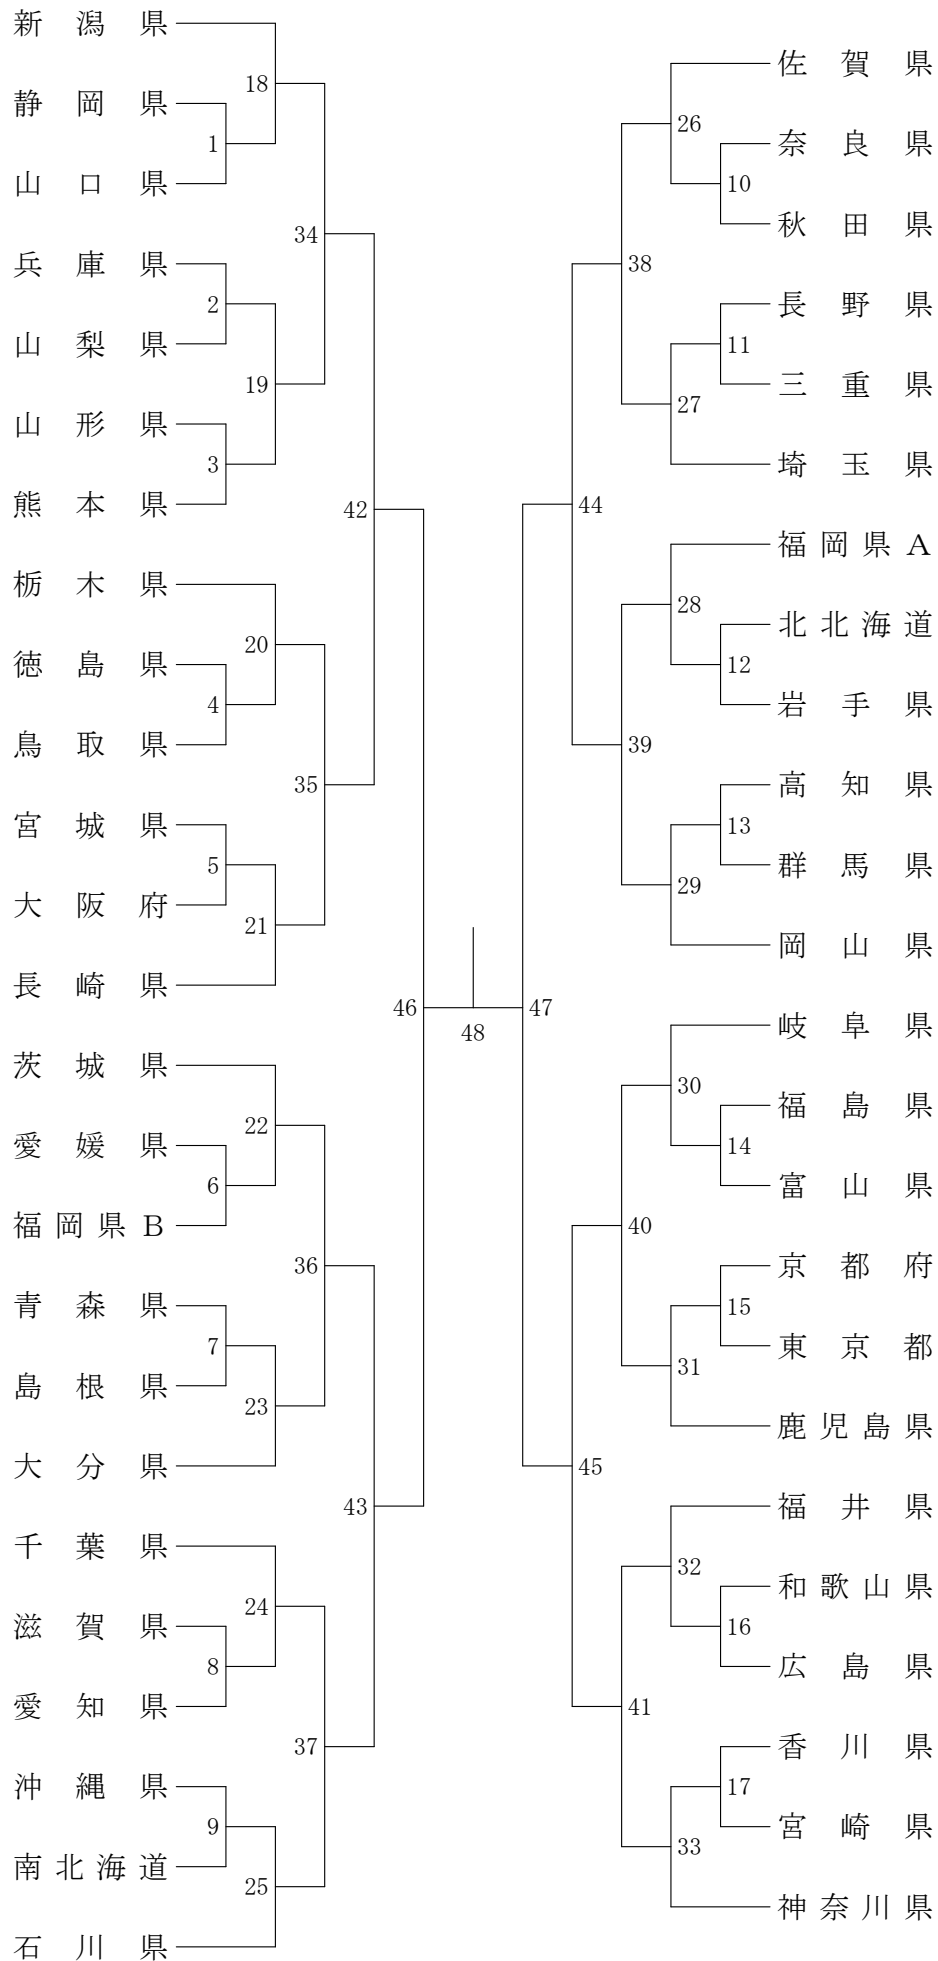 新潟県
18
静岡県
1
山口県
34
兵庫県
2
山梨県
19
山形県
3
熊本県
42
栃木県
20
徳島県
4
鳥取県
35
宮城県
5
大阪府
21
長崎県
46
茨城県
22
愛媛県
6
福岡県B
36
青森県
7
島根県
23
大分県
43
千葉県
24
滋賀県
8
愛知県
37
沖縄県
9
南北海道
25
石川県
48
佐賀県
26
奈良県
10
秋田県
38
長野県
11
三重県
27
埼玉県
44
福岡県A
28
北北海道
12
岩手県
39
高知県
13
群馬県
29
岡山県
47
岐阜県
30
福島県
14
富山県
40
京都府
15
東京都
31
鹿児島県
45
福井県
32
和歌山県
16
広島県
41
香川県
17
宮崎県
33
神奈川県